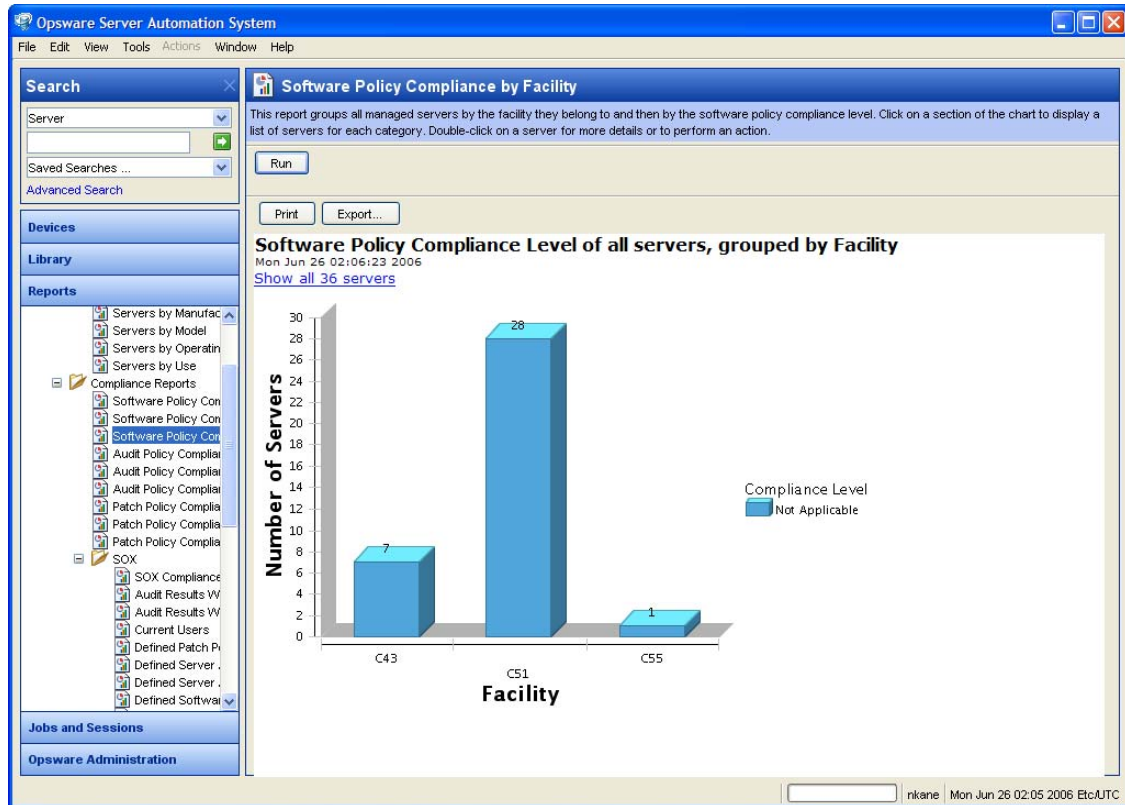 Opsware Server Automation System
File Edit View Tools Actions Window Help
Search
Server
Saved Searches ...
Advanced Search
Devices
Library
Reports
Servers by Manufac
Servers by Model
Servers by Operatin
Servers by Use
Compliance Reports
Software Policy Con
Software Policy Con
Software Policy Con
Audit Policy Complian
Audit Policy Complian
Audit Policy Complian
Patch Policy Complia
Patch Policy Complia
Patch Policy Complia
SOX
SOX Compliance
Audit Results W
Audit Results W
Current Users
Defined Patch P
Defined Server
Defined Server
Defined Softwar
Jobs and Sessions
Opsware Administration
Software Policy Compliance by Facility
This report groups all managed servers by the facility they belong to and then by the software policy compliance level. Click on a section of the chart to display a
list of servers for each category. Double-click on a server for more details or to perform an action.
Run
Print Export...
Software Policy Compliance Level of all servers, grouped by Facility
Mon Jun 26 02:06:23 2006
Show all 36 servers
Number of Servers
30
28
26
24
22
20
18
16
14
12
10
8
6
4
2
0
7
28
1
C43
C51
C55
Facility
Compliance Level
Not Applicable
nkane Mon Jun 26 02:05 2006 Etc/UTC